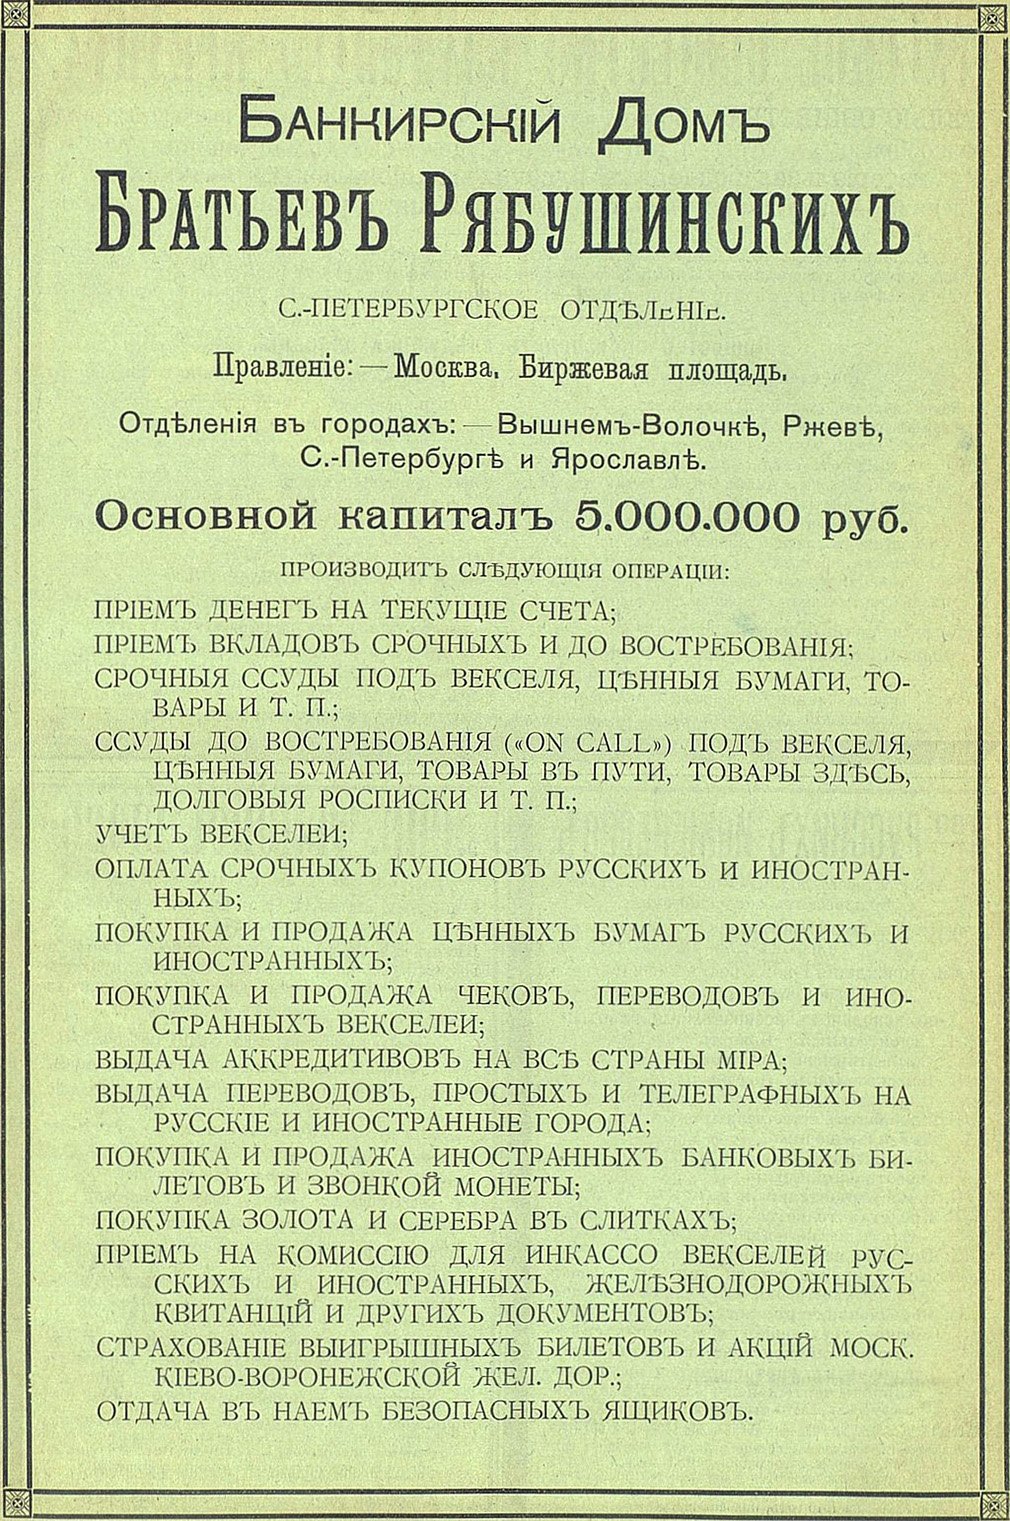 Банкирскій Домъ
Братьевъ Рябушинскихъ
С.-ПЕТЕРБУРГСКОЕ ОТДѢЛЕНІЕ.
Правленіе: — Москва, Биржевая площадь.
Отдѣленія въ городахъ: — Вышнемъ-Волочкѣ, Ржевѣ,
С.-Петербургѣ и Ярославлѣ.
Основной капиталъ 5.000.000 руб.
ПРОИЗВОДИТЪ СЛѢДУЮЩІЯ ОПЕРАЦІИ:
ПРІЕМЪ ДЕНЕГЪ НА ТЕКУЩІЕ СЧЕТА;
ПРІЕМЪ ВКЛАДОВЪ СРОЧНЫХЪ И ДО ВОСТРЕБОВАНІЯ;
СРОЧНЫЯ ССУДЫ ПОДЪ ВЕКСЕЛЯ, ЦѢННЫЯ БУМАГИ, ТО-
ВАРЫ И Т. П.;
ССУДЫ ДО ВОСТРЕБОВАНІЯ («ON CALL») ПОДЪ ВЕКСЕЛЯ,
ЦѢННЫЯ БУМАГИ, ТОВАРЫ ВЪ ПУТИ, ТОВАРЫ ЗДѢСЬ,
ДОЛГОВЫЯ РОСПИСКИ И Т. П.;
УЧЕТЪ ВЕКСЕЛЕИ;
ОПЛАТА СРОЧНЫХЪ КУПОНОВЪ РУССКИХЪ И ИНОСТРАН-
НЫХЪ;
ПОКУПКА И ПРОДАЖА ЦѢННЫХЪ БУМАГЪ РУССКИХЪ И
ИНОСТРАННЫХЪ;
ПОКУПКА И ПРОДАЖА ЧЕКОВЪ, ПЕРЕВОДОВЪ И ИНО-
СТРАННЫХЪ ВЕКСЕЛЕИ;
ВЫДАЧА АККРЕДИТИВОВЪ НА ВСѢ СТРАНЫ МІРА;
ВЫДАЧА ПЕРЕВОДОВЪ, ПРОСТЫХЪ И ТЕЛЕГРАФНЫХЪ НА
РУССКІЕ И ИНОСТРАННЫЕ ГОРОДА;
ПОКУПКА И ПРОДАЖА ИНОСТРАННЫХЪ БАНКОВЫХЪ БИ-
ЛЕТОВЪ И ЗВОНКОЙ МОНЕТЫ;
ПОКУПКА ЗОЛОТА И СЕРЕБРА ВЪ СЛИТКАХЪ;
ПРІЕМЪ НА КОМИССІЮ ДЛЯ ИНКАССО ВЕКСЕЛЕЙ РУС-
СКИХЪ И ИНОСТРАННЫХЪ, ЖЕЛѢЗНОДОРОЖНЫХЪ
КВИТАНЦІЙ И ДРУГИХЪ ДОКУМЕНТОВЪ;
СТРАХОВАНІЕ ВЫИГРЫШНЫХЪ БИЛЕТОВЪ И АКЦІЙ МОСК.
КІЕВО-ВОРОНЕЖСКОЙ ЖЕЛ. ДОР.;
ОТДАЧА ВЪ НАЕМЪ БЕЗОПАСНЫХЪ ЯЩИКОВЪ.